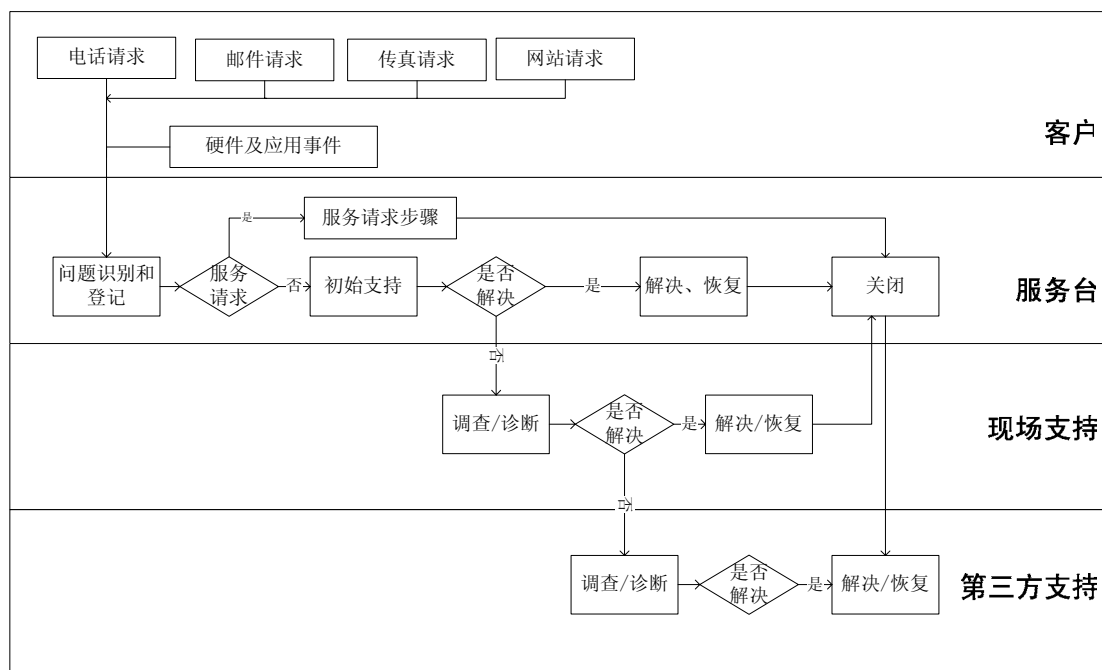 电话请求
邮件请求
传真请求
网站请求
硬件及应用事件
客户
是
服务请求步骤
问题识别和
登记
服务
请求
否
初始支持
是否
解决
是
解决、恢复
关闭
服务台
否
调查/诊断
是否
解决
是
解决/恢复
现场支持
否
调查/诊断
是否
解决
是
解决/恢复
第三方支持